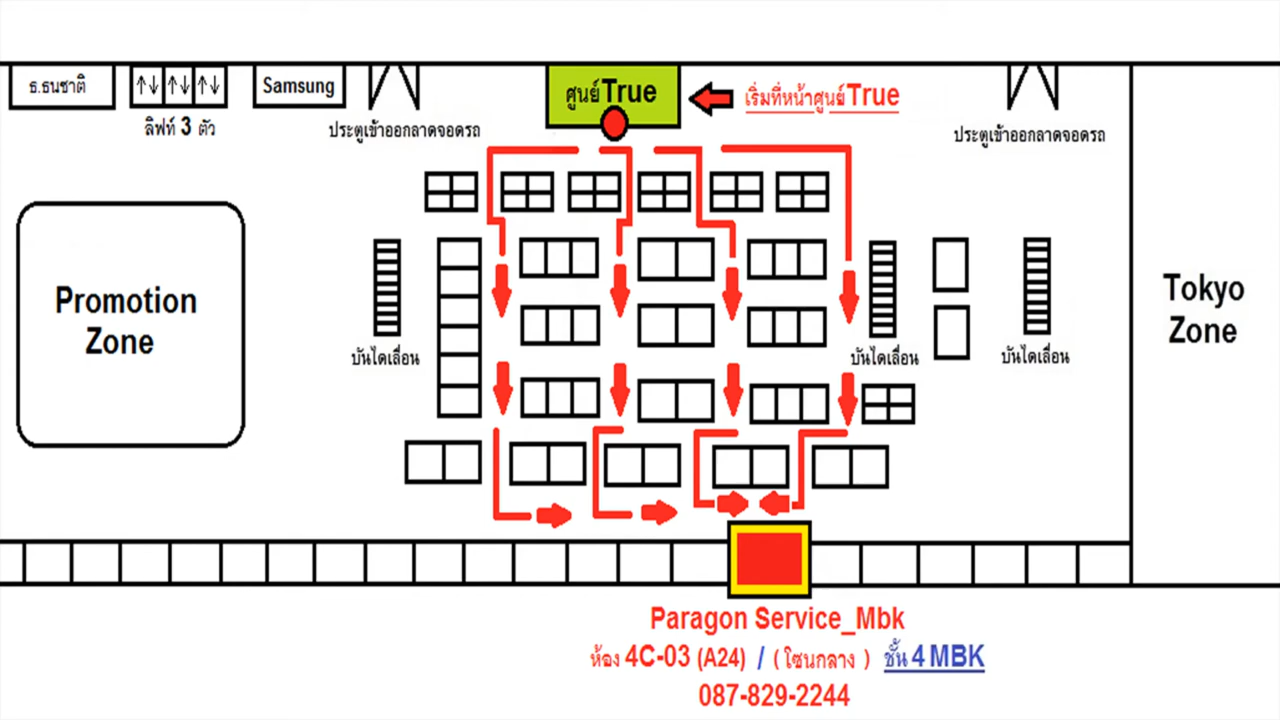 ธ.ธนชาติ
ลิฟท์ 3 ตัว
Samsung
ประตูเข้าออกลาดจอดรถ
ศูนย์True
เริ่มที่หน้าศูนย์True
ประตูเข้าออกลาดจอดรถ
Promotion
Zone
บันไดเลื่อน
บันไดเลื่อน
บันไดเลื่อน
Tokyo
Zone
Paragon Service_Mbk
ห้อง 4C-03 (A24) / ( โซนกลาง ) ชั้น 4 MBK
087-829-2244